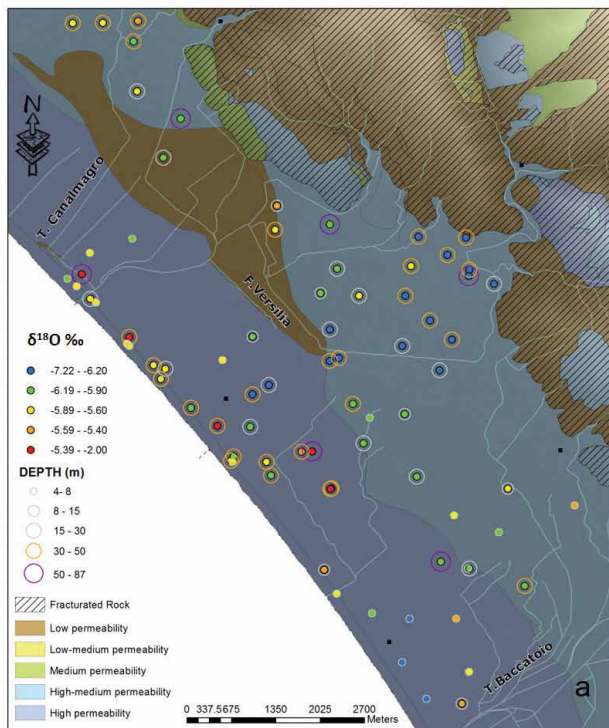 N
T. Canalmagro
F. Versilia
δ18O ‰
-7.22 - -6.20
-6.19 - -5.90
-5.89 - -5.60
-5.59 - -5.40
-5.39 - -2.00
DEPTH (m)
4- 8
8 - 15
15 - 30
30 - 50
50 - 87
Fracturated Rock
Low permeability
Low-medium permeability
Medium permeability
High-medium permeability
High permeability
T.Baccatoio
a
0 337.5675 1350 2025 2700
Meters